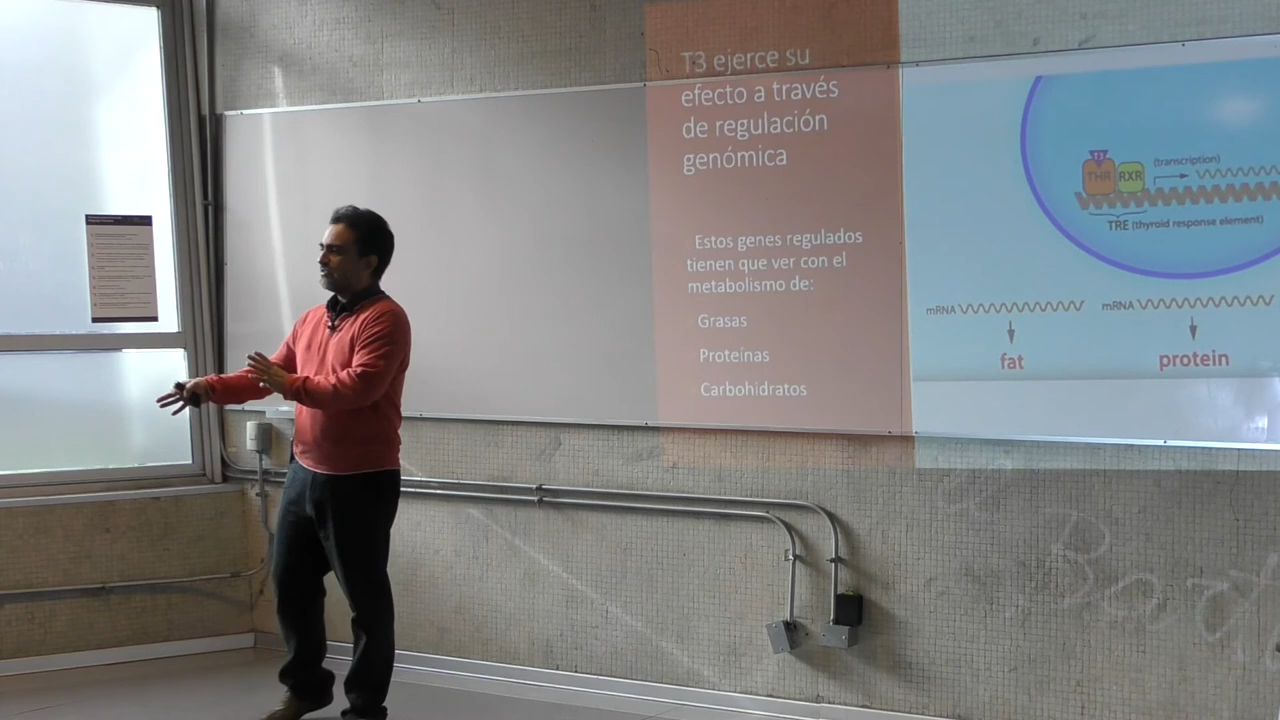 T3 ejerce su
efecto a través
de regulación
genómica
Estos genes regulados
tienen que ver con el
metabolismo de:
Grasas
Proteínas
Carbohidratos
T3
THR
RXR
(transcription)
TRE (thyroid response element)
mRNA
mRNA
fat
protein